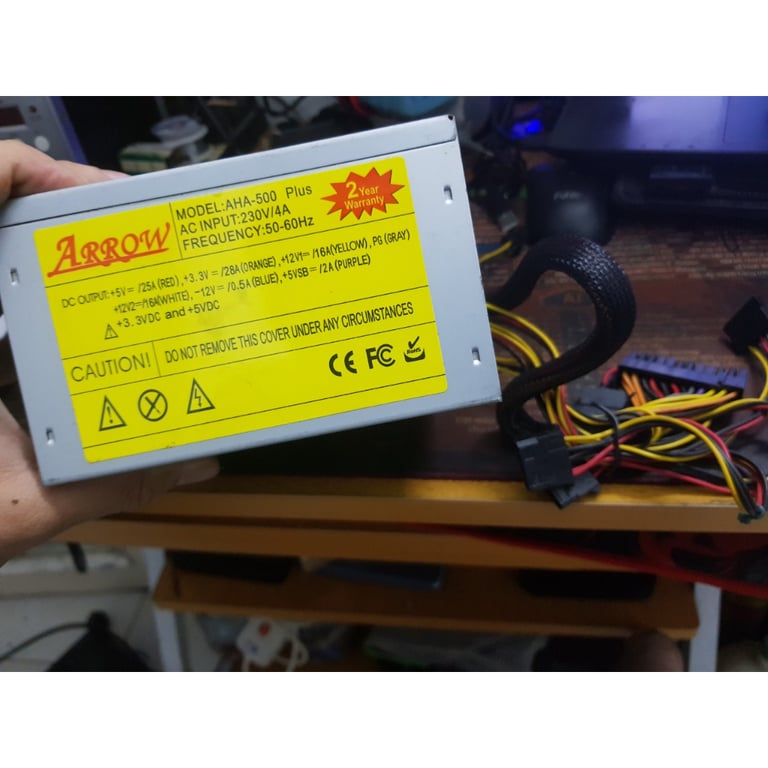 ARROW
MODEL:AHA-500 Plus
AC INPUT:230V/4A
FREQUENCY:50-60Hz
2 Year
Warranty
DC OUTPUT:+5V⎓/25A(RED),+3.3V⎓/28A(ORANGE),+12V1⎓/16A(YELLOW),PG(GRAY)
+12V2⎓/16A(WHITE),-12V⎓/0.5A(BLUE),+5VSB⎓/2A(PURPLE)
+3.3VDC and +5VDC
CAUTION!
DO NOT REMOVE THIS COVER UNDER ANY CIRCUMSTANCES
CE FC RoHS